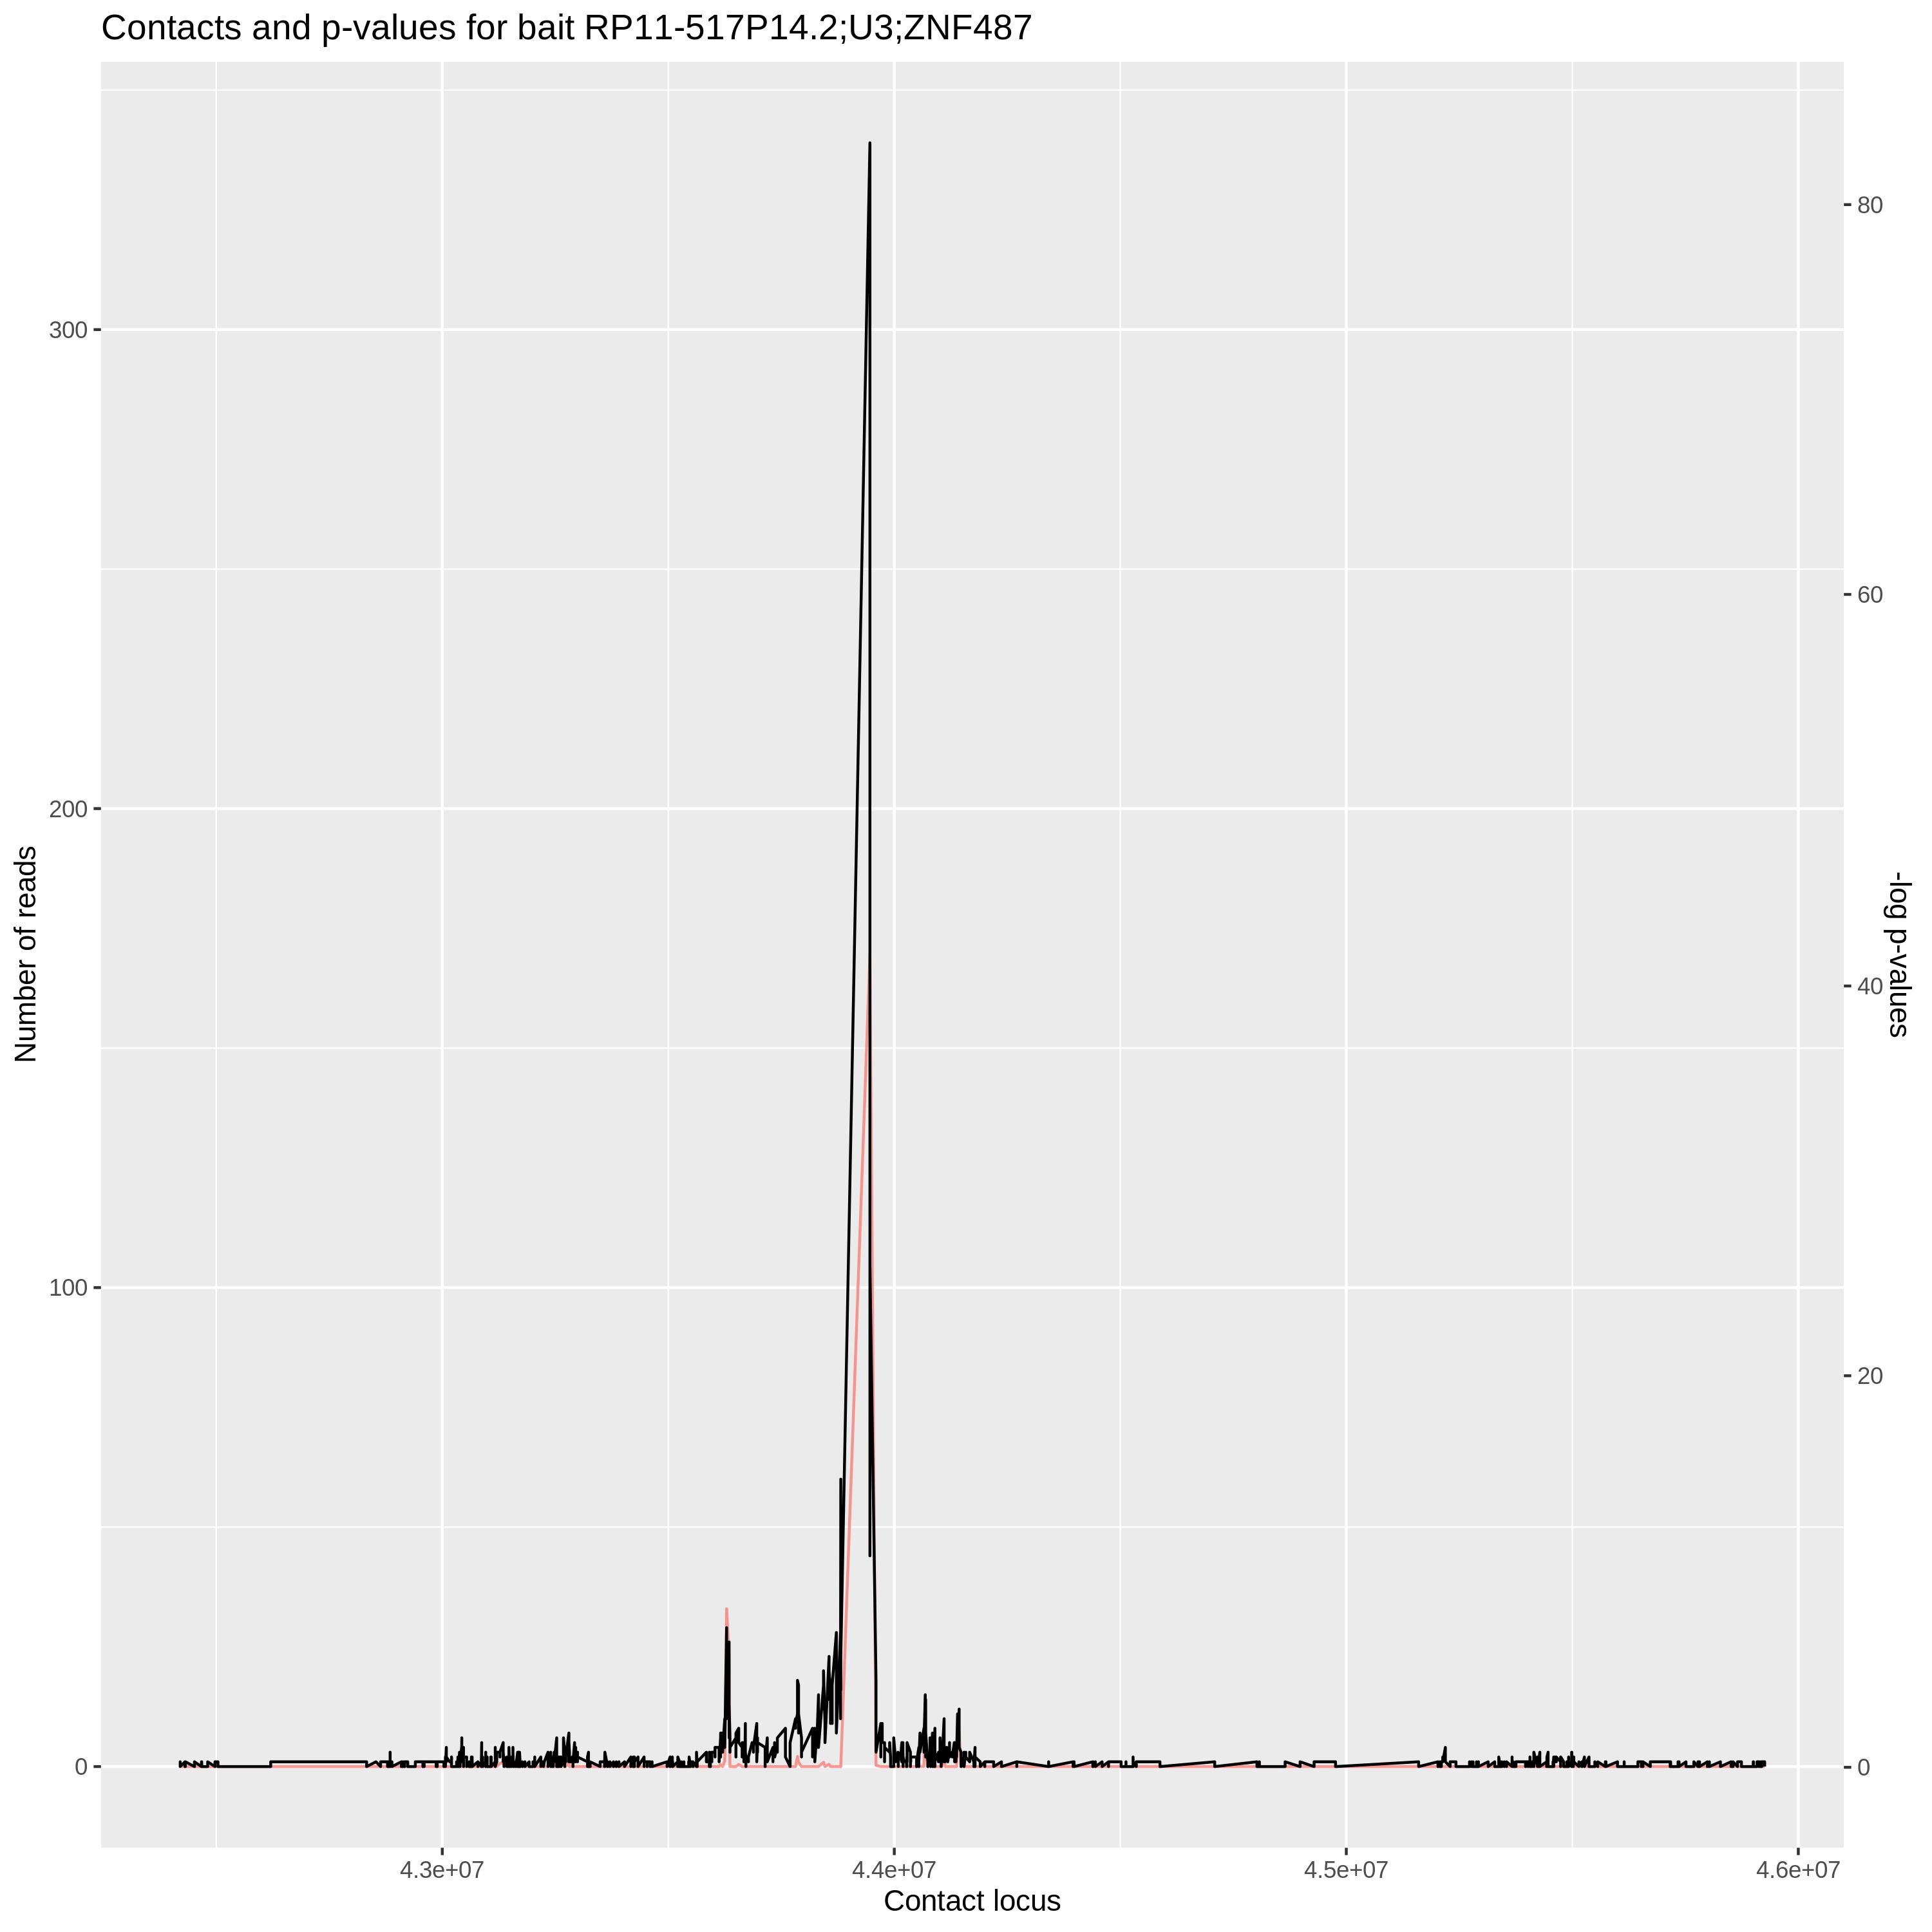 Contacts and p-values for bait RP11-517P14.2;U3;ZNF487
300
200
100
0
Number of reads
80
60
40
20
0
-log p-values
4.3e+07
4.4e+07
4.5e+07
4.6e+07
Contact locus